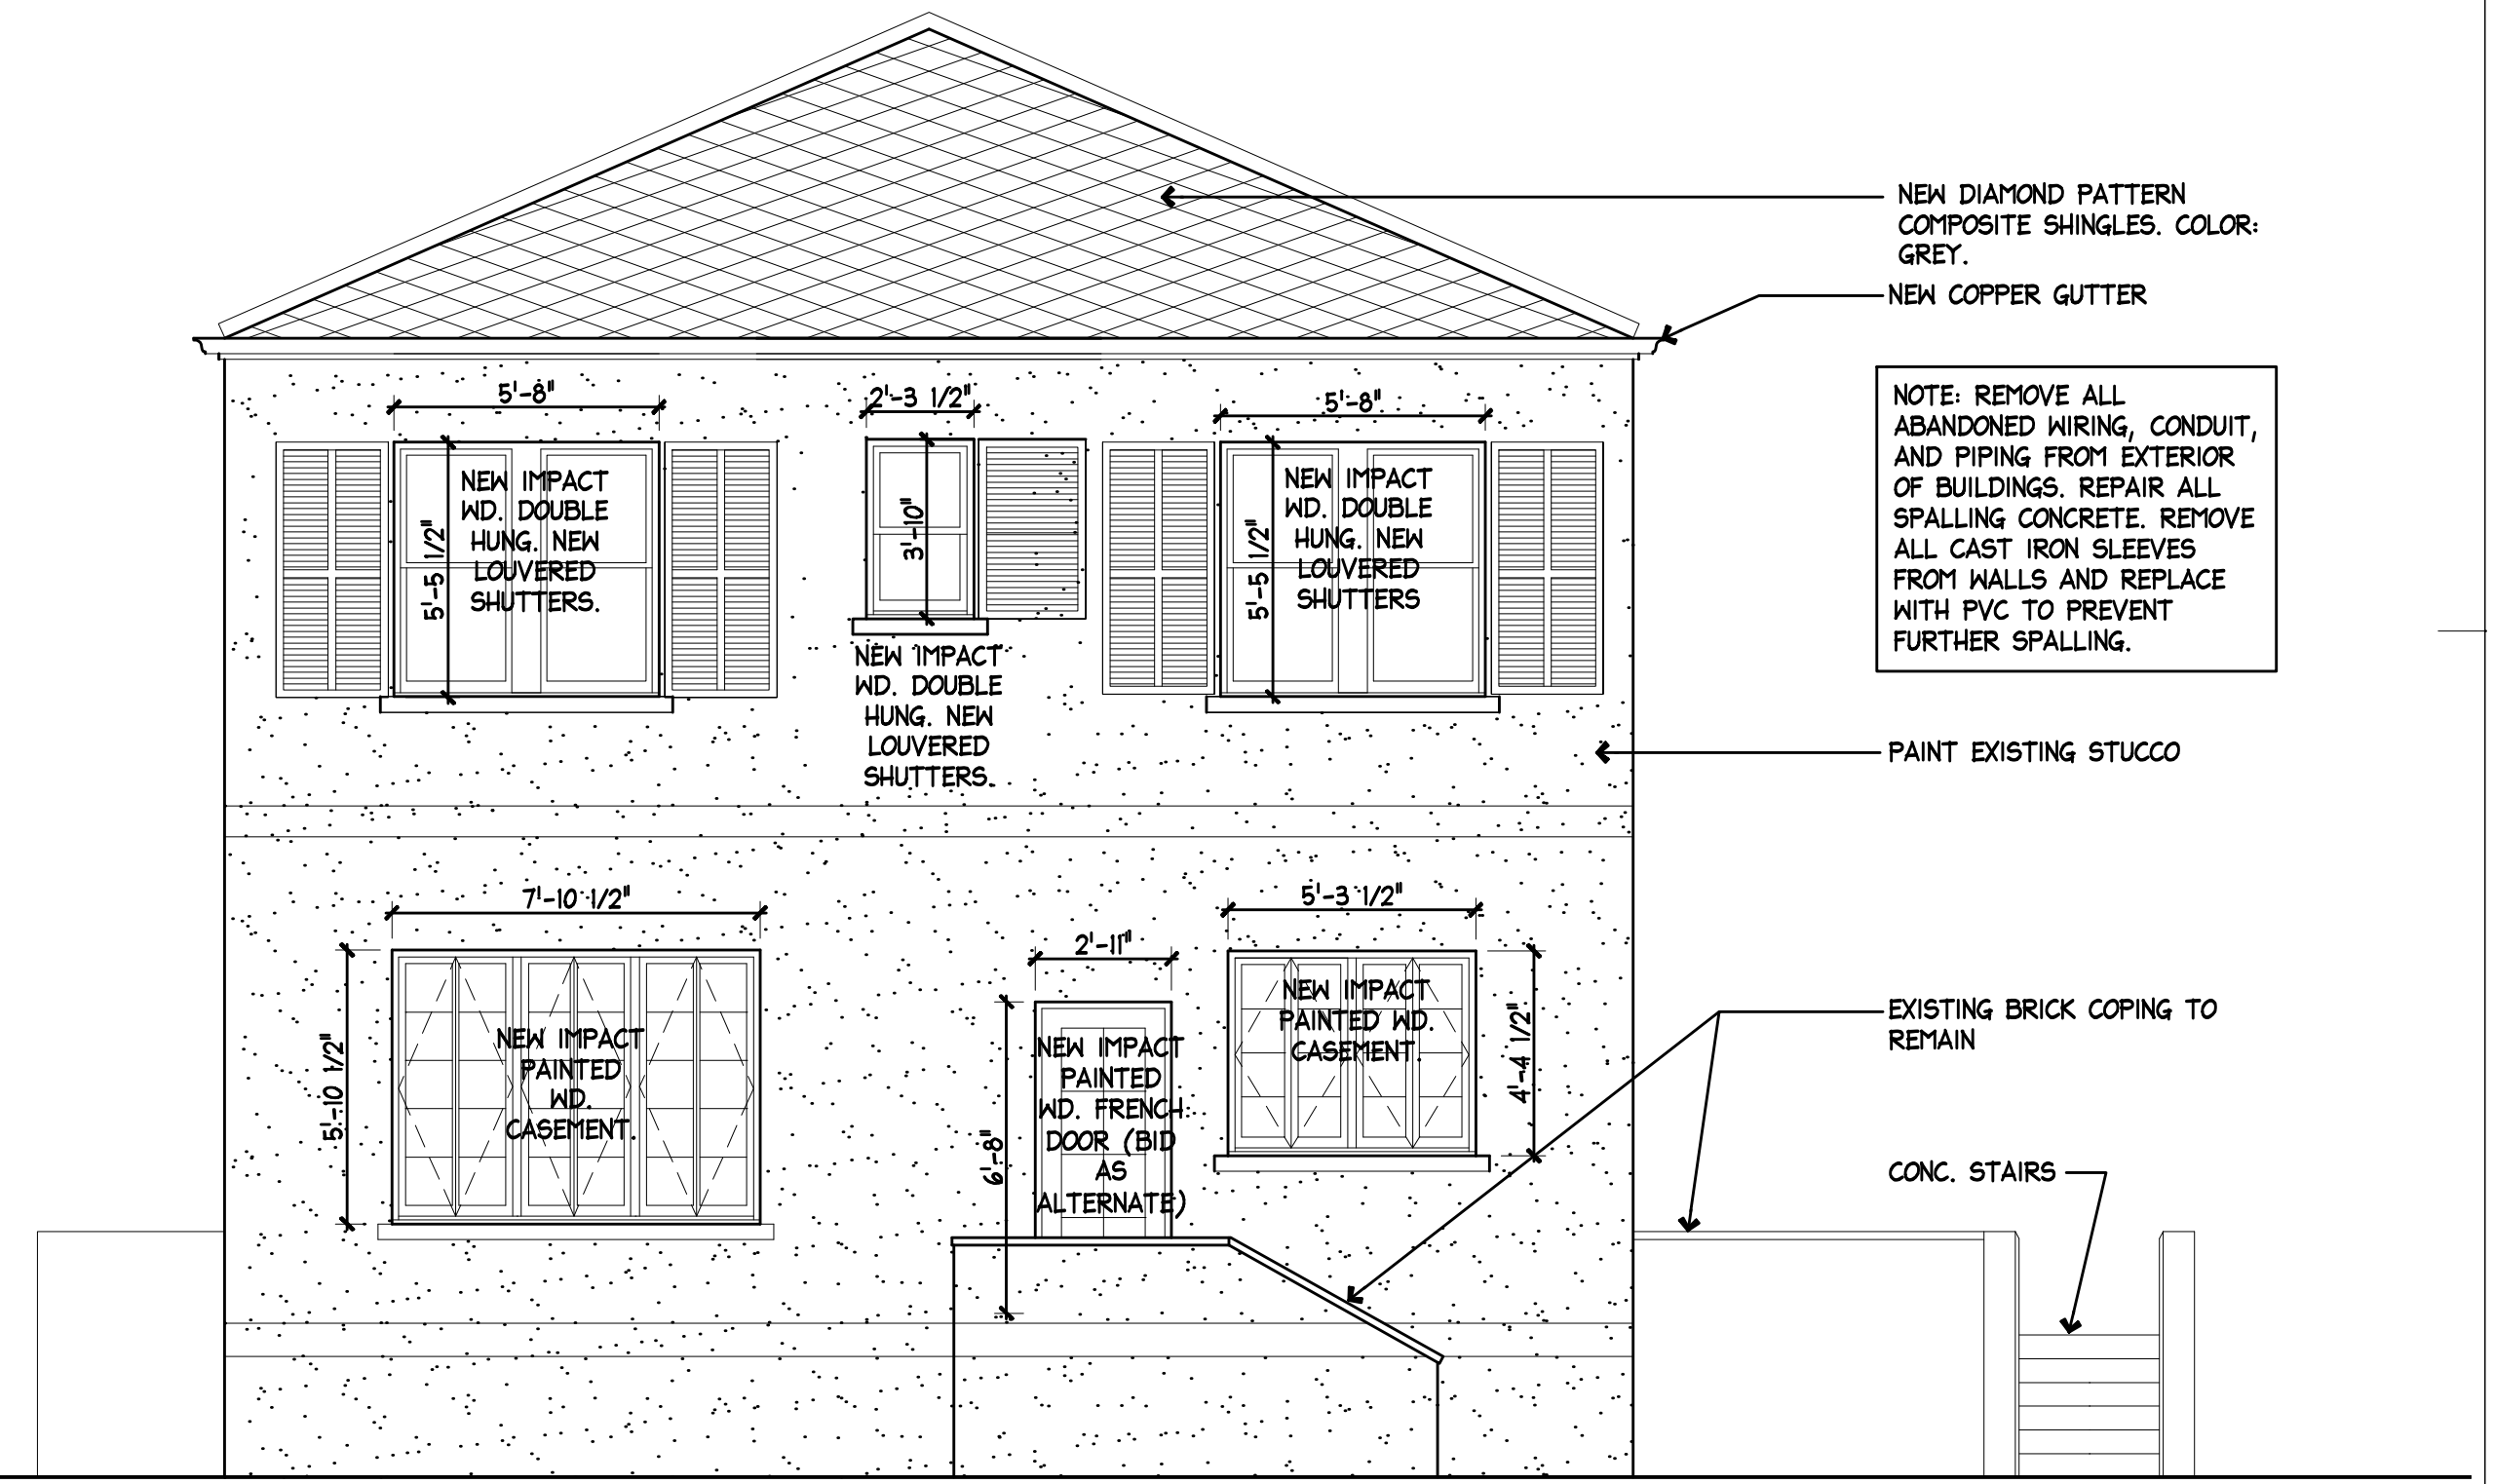 NEW DIAMOND PATTERN
COMPOSITE SHINGLES. COLOR:
GREY.
NEW COPPER GUTTER
NOTE: REMOVE ALL
ABANDONED WIRING, CONDUIT,
AND PIPING FROM EXTERIOR
OF BUILDINGS. REPAIR ALL
SPALLING CONCRETE. REMOVE
ALL CAST IRON SLEEVES
FROM WALLS AND REPLACE
WITH PVC TO PREVENT
FURTHER SPALLING.
5'-8"
2'-3 1/2"
5'-8"
NEW IMPACT
WD. DOUBLE
HUNG. NEW
LOUVERED
SHUTTERS.
5'-5 1/2"
3'-10"
NEW IMPACT
WD. DOUBLE
HUNG. NEW
LOUVERED
SHUTTERS.
NEW IMPACT
WD. DOUBLE
HUNG. NEW
LOUVERED
SHUTTERS
5'-5 1/2"
PAINT EXISTING STUCCO
7'-10 1/2"
5'-10 1/2"
NEW IMPACT
PAINTED
WD.
CASEMENT.
2'-11"
6'-8"
NEW IMPACT
PAINTED
WD. FRENCH
DOOR (BID
AS
ALTERNATE)
5'-3 1/2"
NEW IMPACT
PAINTED WD.
CASEMENT.
4'-4 1/2"
EXISTING BRICK COPING TO
REMAIN
CONC. STAIRS